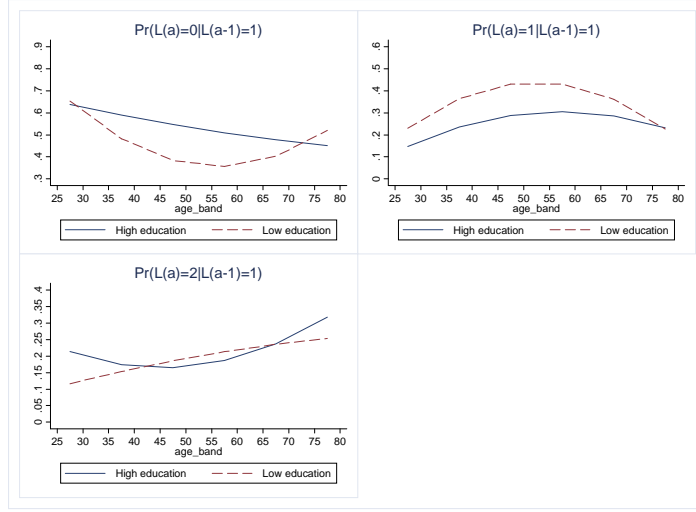 Pr(L(a)=0|L(a-1)=1)
.9
.8
.7
.6
.5
.4
.3
25 30 35 40 45 50 55 60 65 70 75 80
age_band
High education Low education
Pr(L(a)=1|L(a-1)=1)
.6
.5
.4
.3
.2
.1
0
25 30 35 40 45 50 55 60 65 70 75 80
age_band
High education Low education
Pr(L(a)=2|L(a-1)=1)
.4
.35
.3
.25
.2
.15
.1
.05
0
25 30 35 40 45 50 55 60 65 70 75 80
age_band
High education Low education